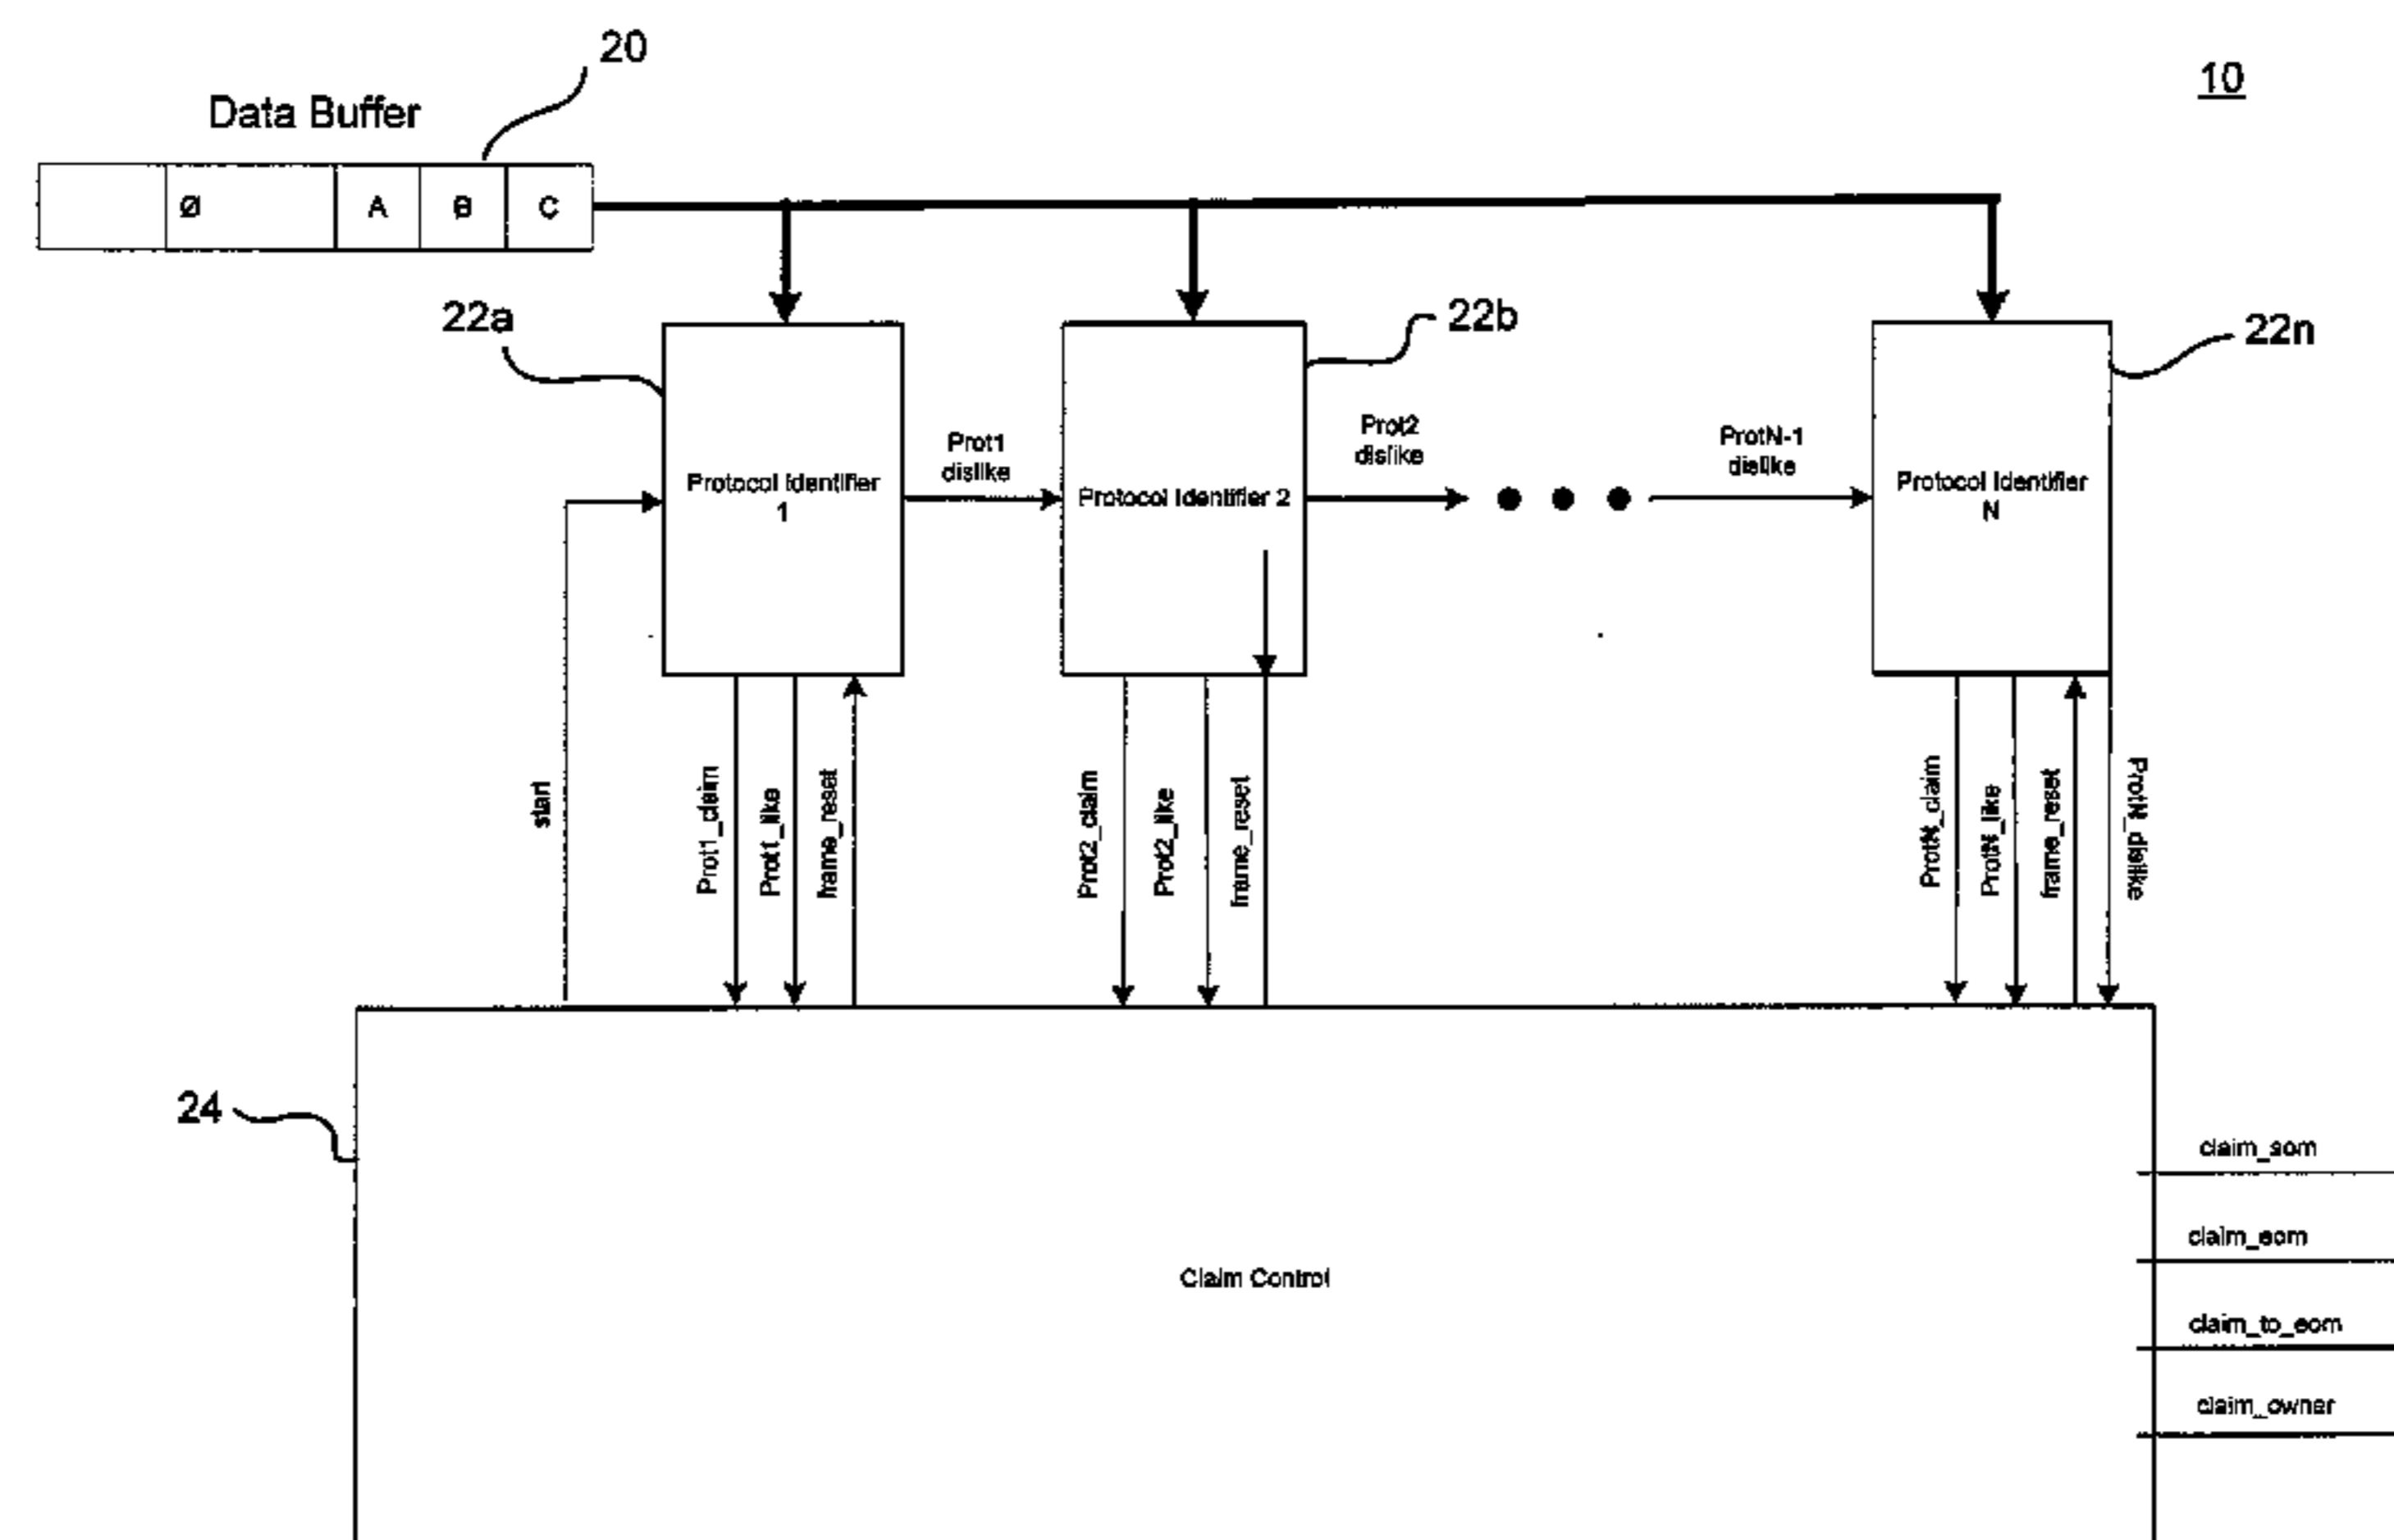 20
10
Data Buffer
Ø
A
B
C
22a
22b
22n
Prot1
dislike
Prot2
dislike
ProtN-1
dislike
Protocol Identifier
1
Protocol Identifier 2
Protocol Identifier
N
start
Prot1_claim
Prot1_like
frame_reset
Prot2_claim
Prot2_like
frame_reset
ProtN_claim
ProtN_like
frame_reset
ProtN_dislike
24
claim_som
claim_eom
Claim Control
claim_to_eom
claim_owner